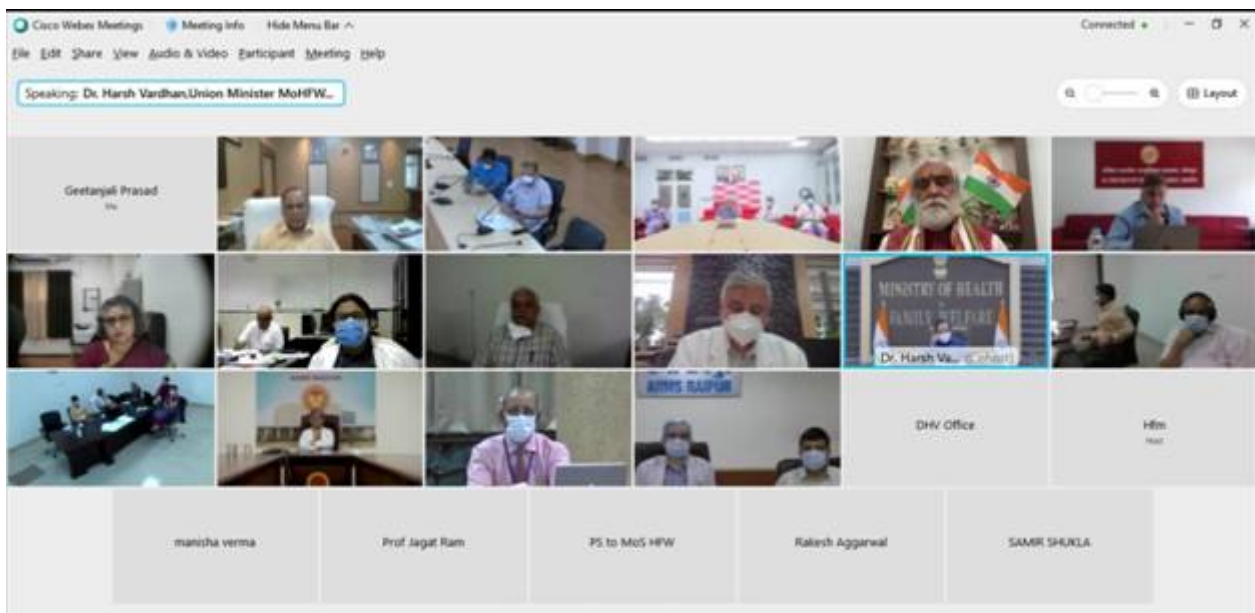 Cisco Webex Meetings
Meeting Info
Hide Menu Bar
Connected
File Edit Share View Audio & Video Participant Meeting Help
Speaking: Dr. Harsh Vardhan,Union Minister MoHFW...
Layout
Geetanjali Prasad
Me
MINISTRY OF HEALTH
FAMILY WELFARE
Dr. Harsh Va...
AIIMS RAIPUR
DHV Office
Hfm
Host
manisha verma
Prof Jagat Ram
PS to MoS HFW
Rakesh Aggarwal
SAMIR SHUKLA